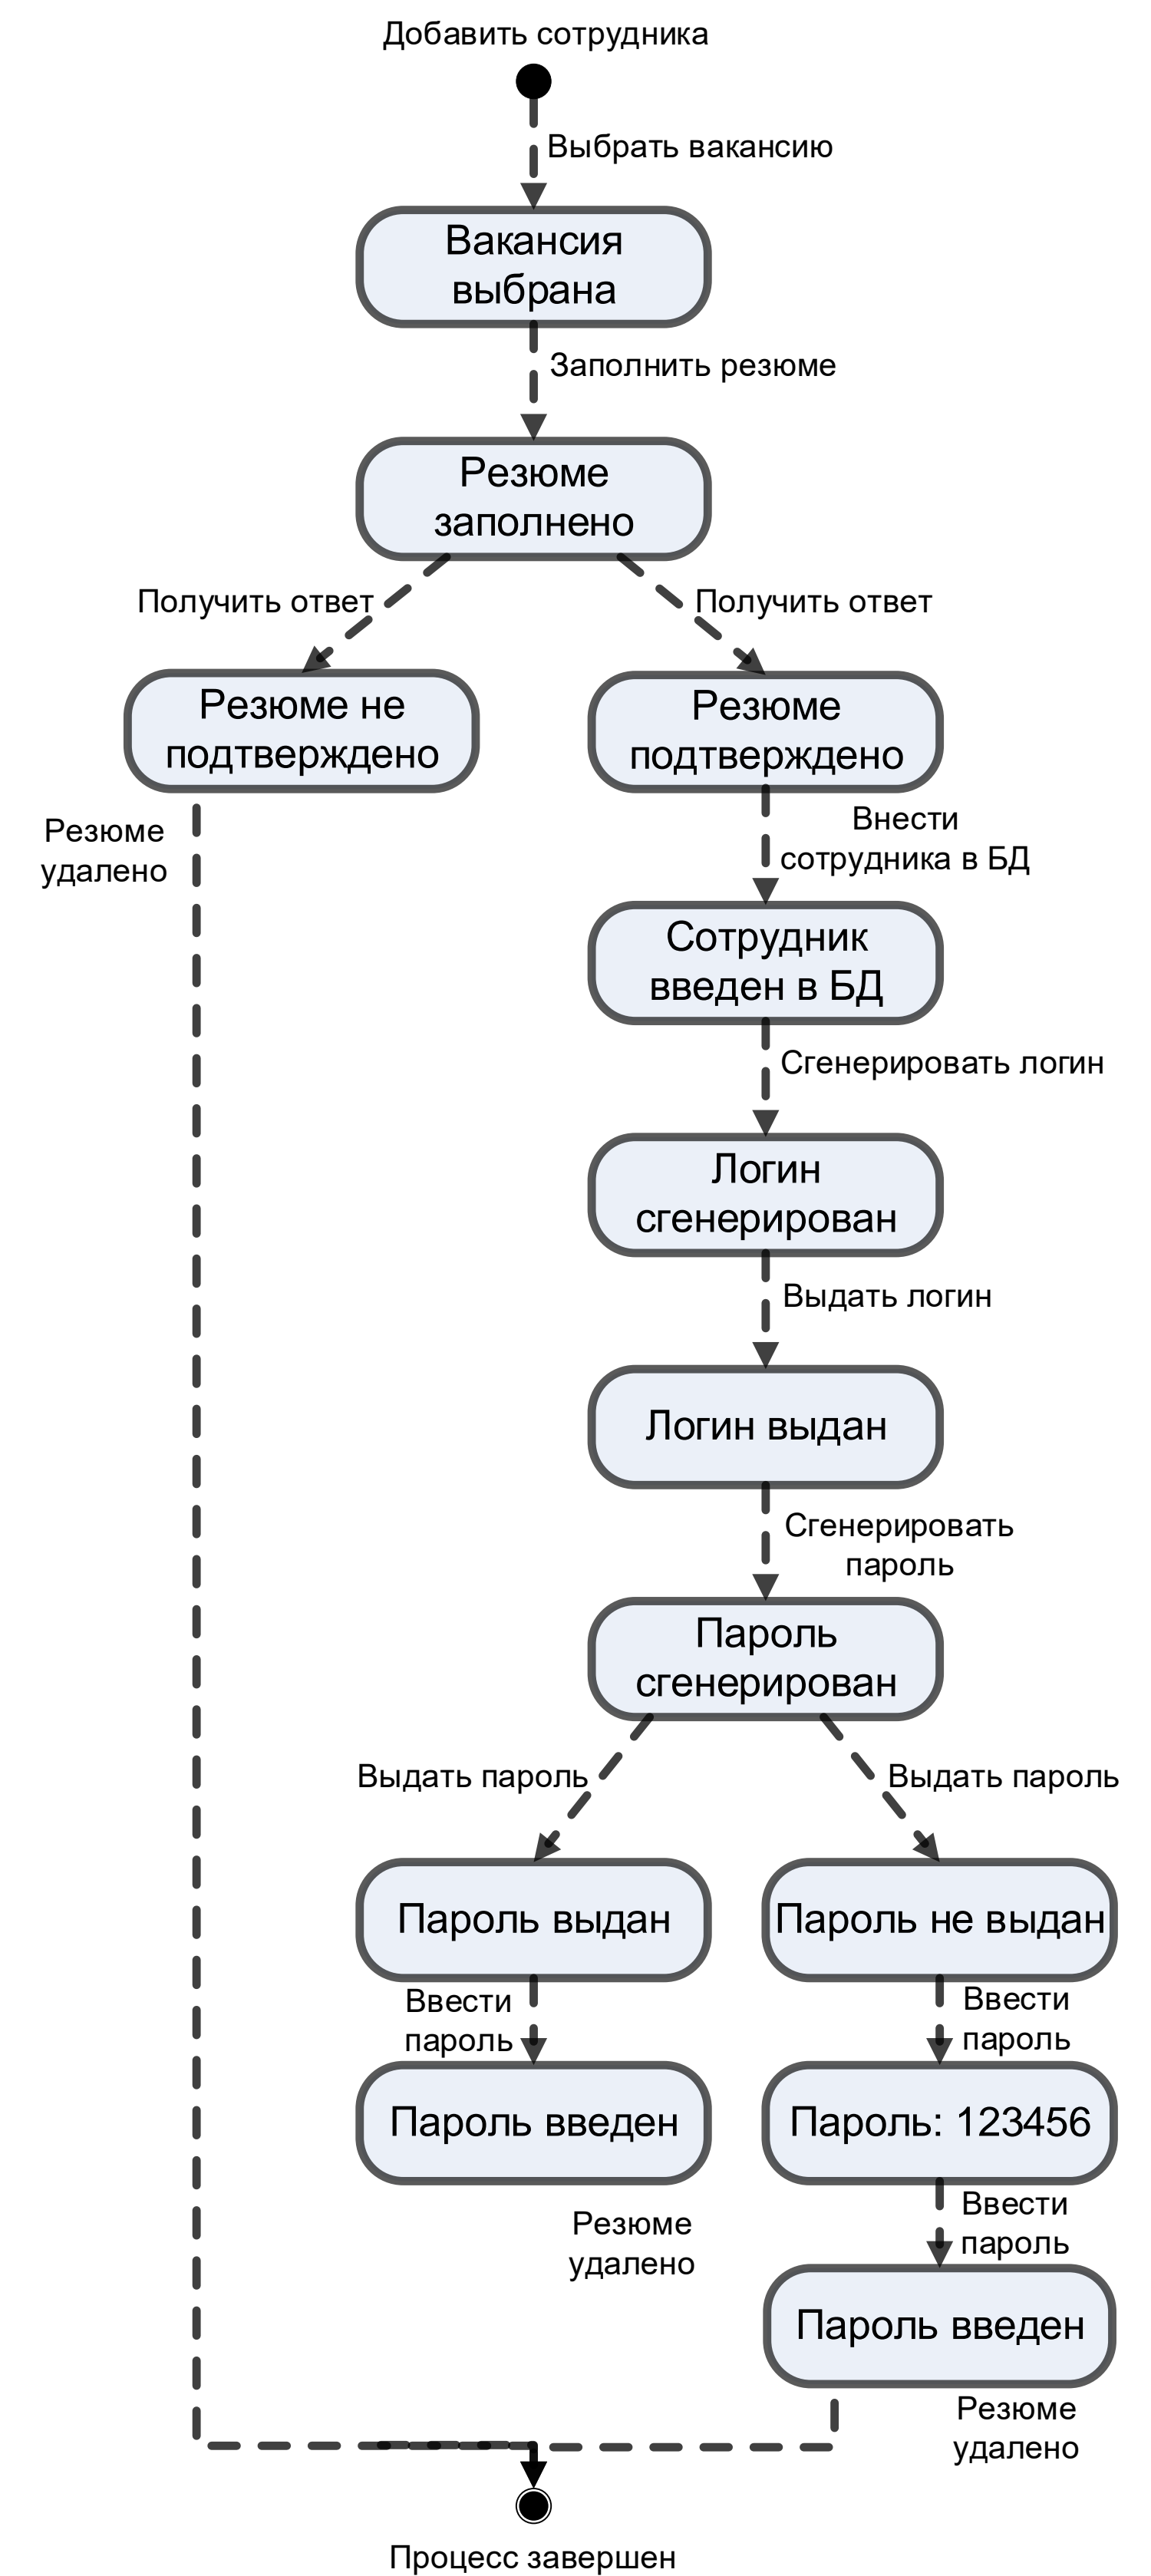 Добавить сотрудника
Выбрать вакансию
Вакансия
выбрана
Заполнить резюме
Резюме
заполнено
Получить ответ
Получить ответ
Резюме не
подтверждено
Резюме
подтверждено
Резюме
удалено
Внести
сотрудника в БД
Сотрудник
введен в БД
Сгенерировать логин
Логин
сгенерирован
Выдать логин
Логин выдан
Сгенерировать
пароль
Пароль
сгенерирован
Выдать пароль
Выдать пароль
Пароль выдан
Пароль не выдан
Ввести
пароль
Ввести
пароль
Пароль введен
Пароль: 123456
Резюме
удалено
Ввести
пароль
Пароль введен
Резюме
удалено
Процесс завершен